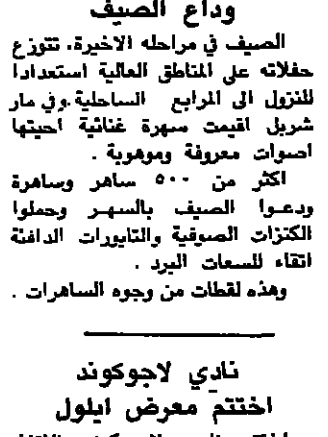 وداع الصيف
الصيف في مراحله الاخيرة، تتوزع
حفلاته على المناطق العالية استعدادا
للنزول الى المرابع الساحلية.وفي مار
شربل اقيمت سهرة غنائية احيتها
اصوات معروفة وموهوبة .
اكثر من ٥٠٠ ساهر وساهرة
ودعوا الصيف بالسهر وحملوا
الكنزات الصوفية والتايورات الدافئة
اتقاء للسعات البرد .
وهذه لقطات من وجوه الساهرات .
نادي لاجوكوند
اختتم معرض ايلول